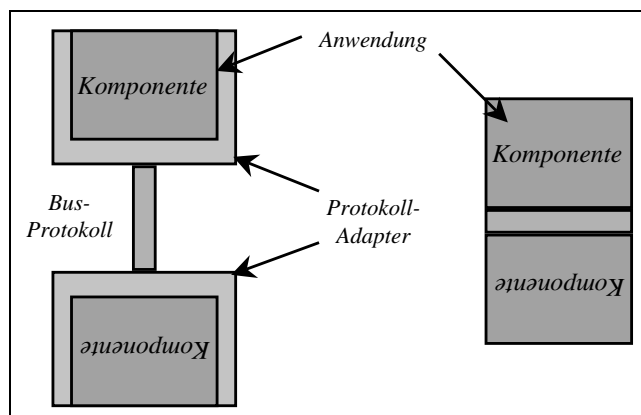 Anwendung
Komponente
Komponente
Bus-
Protokoll
Protokoll-
Adapter
Komponente
Komponente